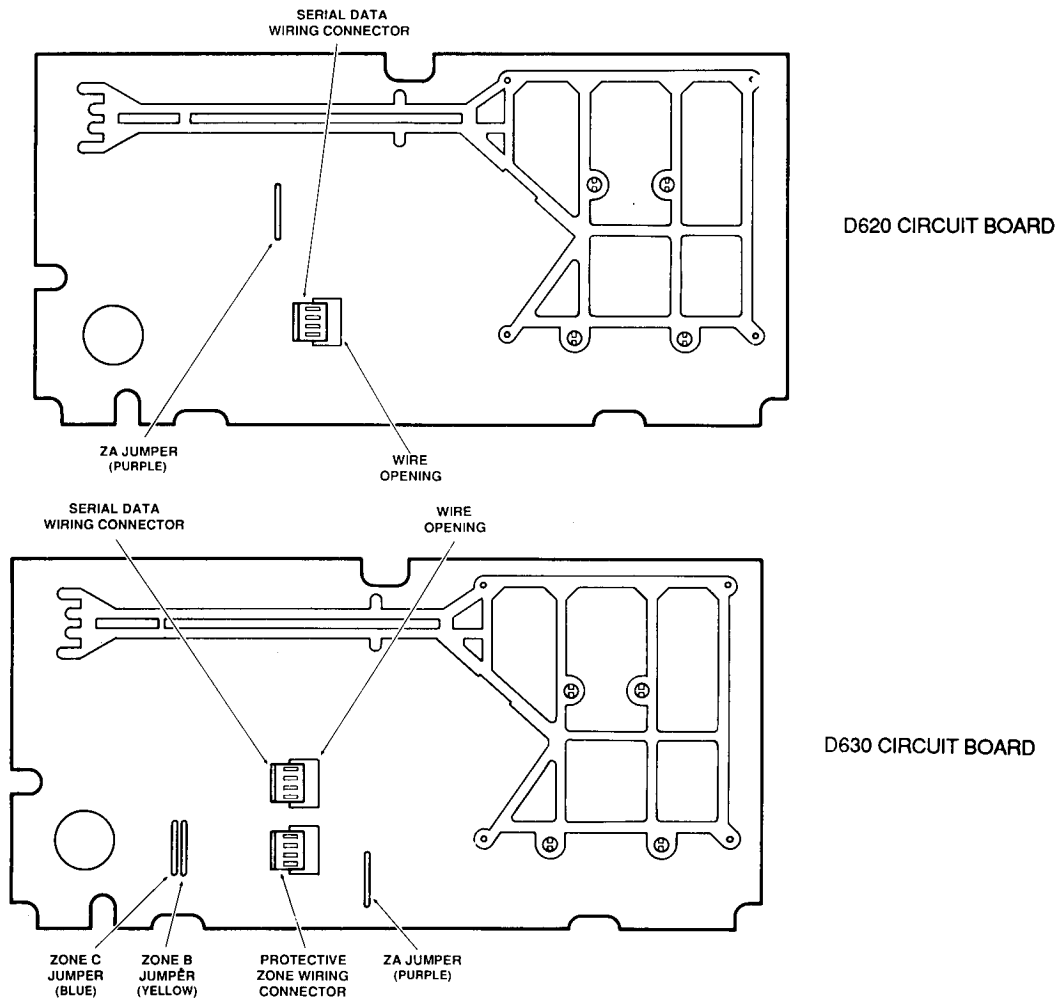 SERIAL DATA
WIRING CONNECTOR
D620 CIRCUIT BOARD
ZA JUMPER
(PURPLE)
WIRE
OPENING
SERIAL DATA
WIRING CONNECTOR
WIRE
OPENING
D630 CIRCUIT BOARD
ZONE C
JUMPER
(BLUE)
ZONE B
JUMPER
(YELLOW)
PROTECTIVE
ZONE WIRING
CONNECTOR
ZA JUMPER
(PURPLE)